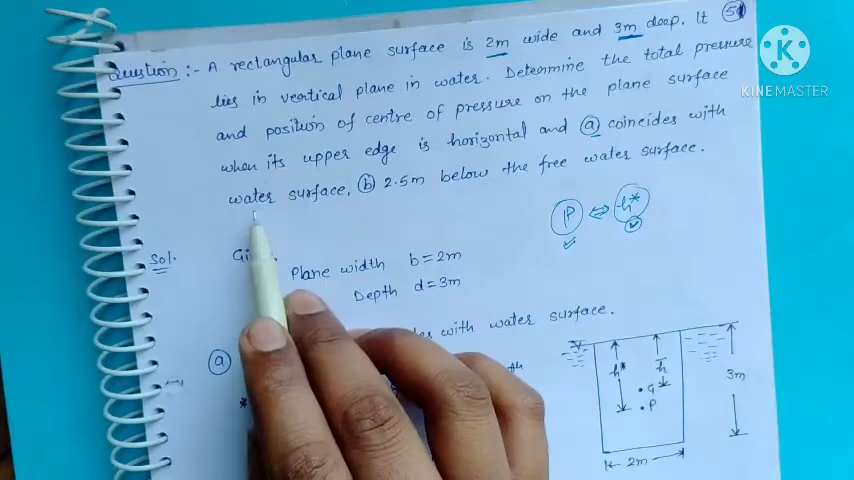 51
Question :- A rectangular plane surface is 2m wide and 3m deep. It
lies in vertical plane in water. Determine the total pressure
and position of centre of pressure on the plane surface
when its upper edge is horizontal and (a) coincides with
water surface, (b) 2.5m below the free water surface.
P ⇔ h*
Sol.
Plane width b=2m
Depth d=3m
(a) with water surface.
h* h̄ 3m
G
P
2m
KINEMASTER